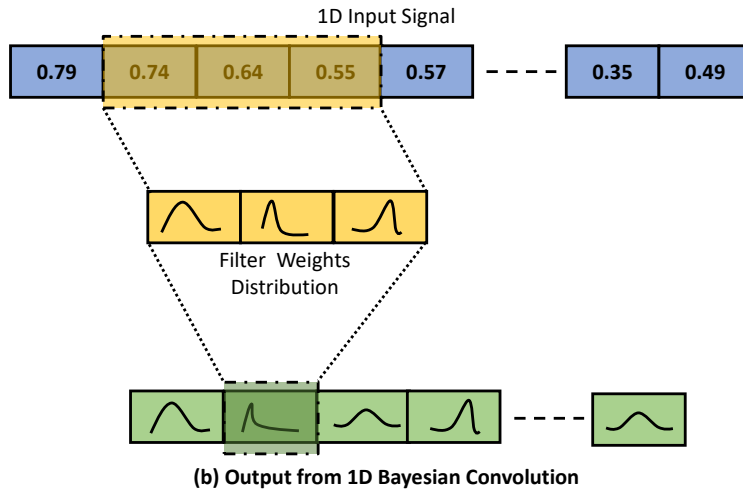 1D Input Signal
0.79 0.74 0.64 0.55 0.57 0.35 0.49
Filter Weights
Distribution
(b) Output from 1D Bayesian Convolution